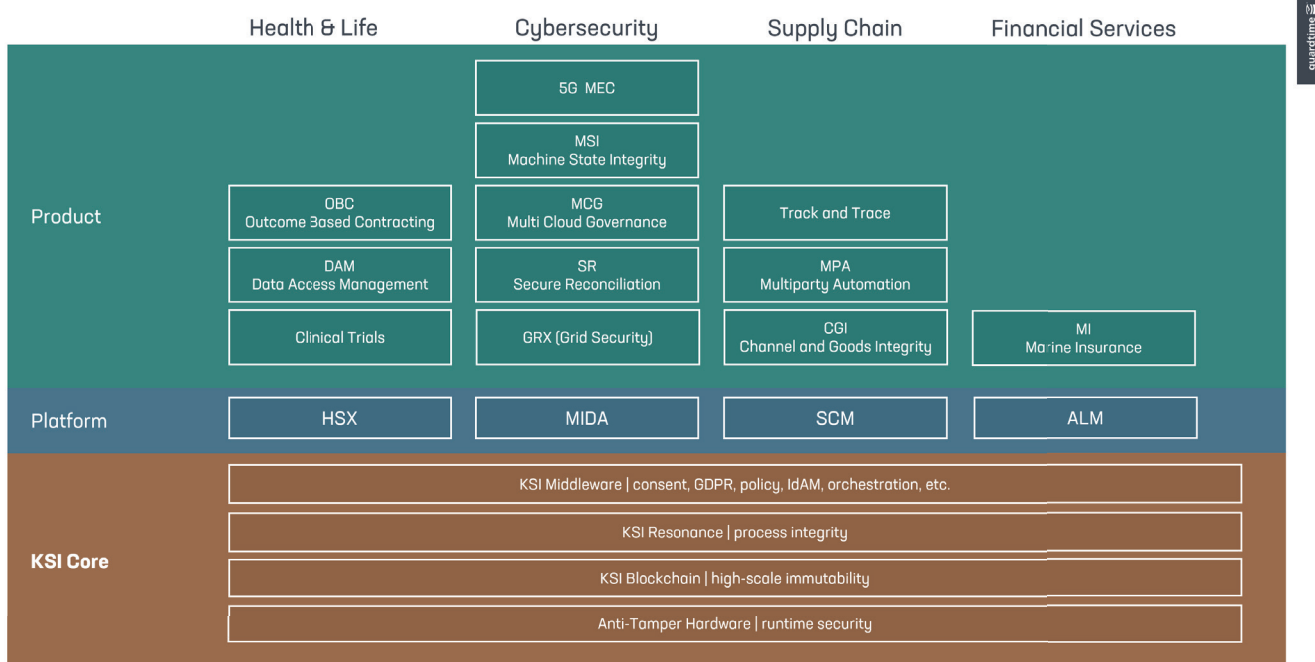 Health & Life
Cybersecurity
Supply Chain
Financial Services
guardtime
Product
5G MEC
MSI
Machine State Integrity
OBC
Outcome Based Contracting
MCG
Multi Cloud Governance
Track and Trace
DAM
Data Access Management
SR
Secure Reconciliation
MPA
Multiparty Automation
Clinical Trials
GRX (Grid Security)
CGI
Channel and Goods Integrity
MI
Marine Insurance
Platform
HSX
MIDA
SCM
ALM
KSI Core
KSI Middleware | consent, GDPR, policy, IdAM, orchestration, etc.
KSI Resonance | process integrity
KSI Blockchain | high-scale immutability
Anti-Tamper Hardware | runtime security